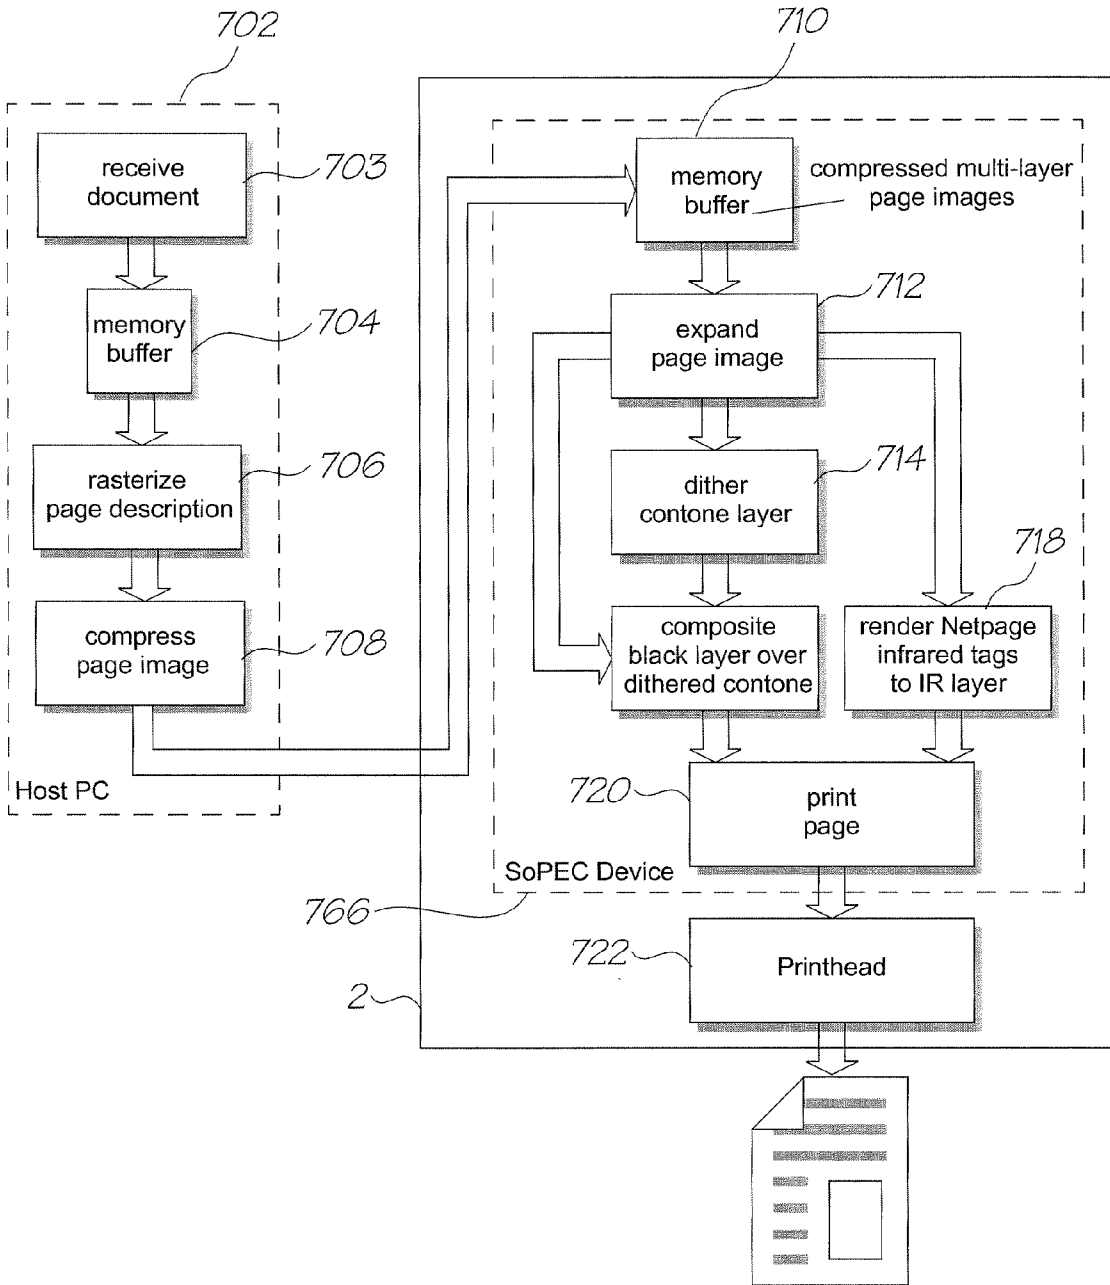 702
710
receive
document
703
memory
buffer
compressed multi-layer
page images
712
memory
buffer
704
expand
page image
rasterize
page description
706
dither
contone layer
714
718
compress
page image
708
composite
black layer over
dithered contone
render Netpage
infrared tags
to IR layer
Host PC
720
print
page
SoPEC Device
766
722
Printhead
2